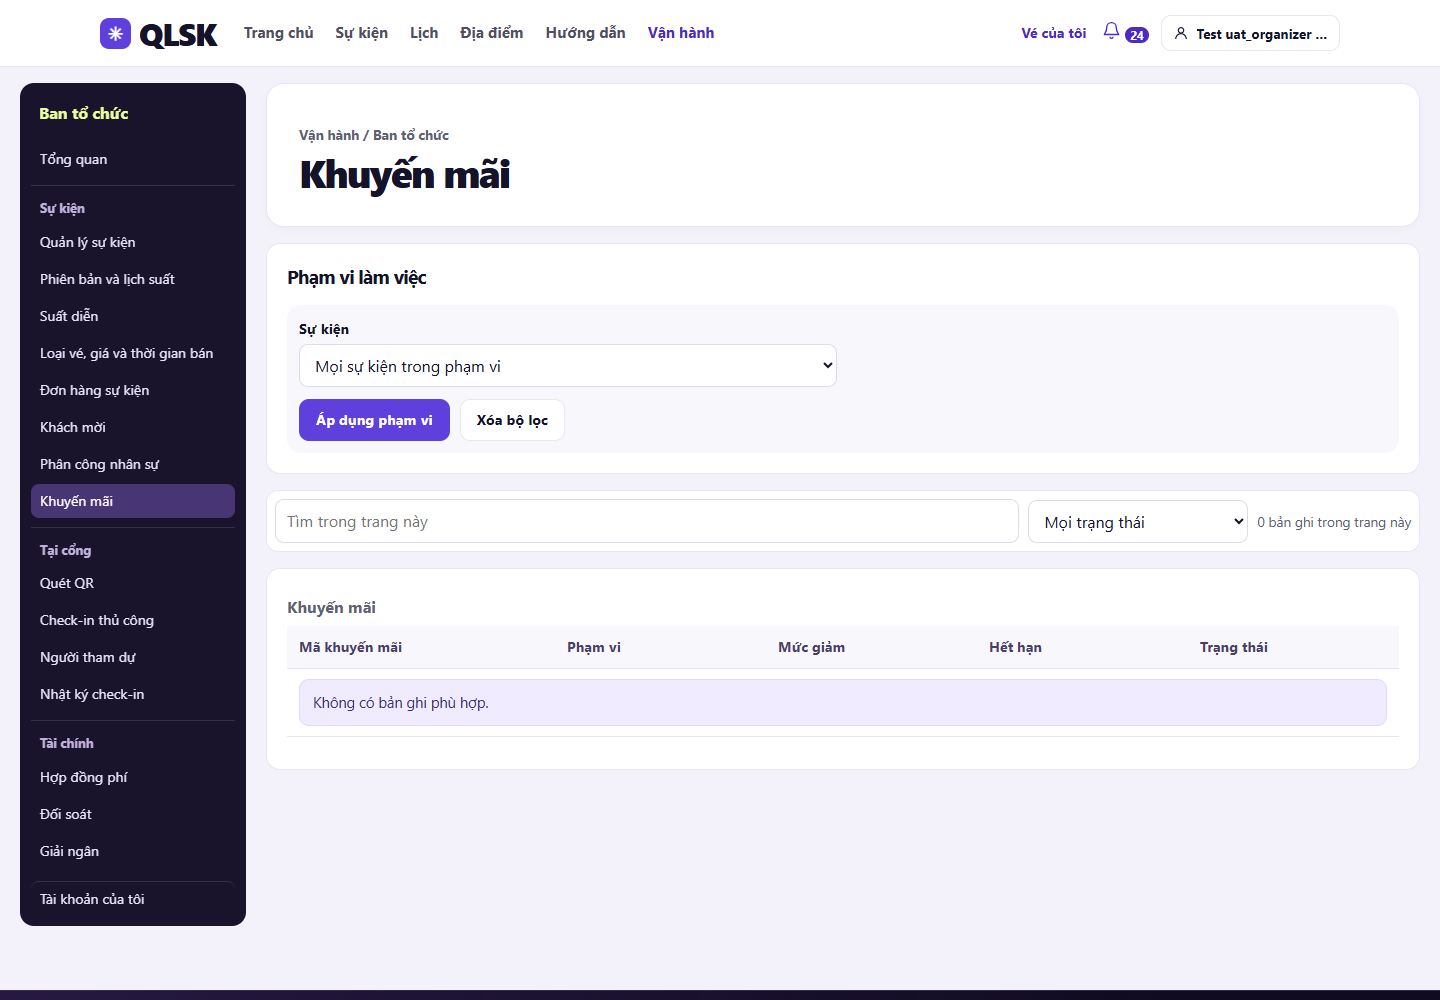 QLSK
Trang chủ
Sự kiện
Lịch
Địa điểm
Hướng dẫn
Vận hành
Vé của tôi
24
Test uat_organizer ...
Ban tổ chức
Tổng quan
Sự kiện
Quản lý sự kiện
Phiên bản và lịch suất
Suất diễn
Loại vé, giá và thời gian bán
Đơn hàng sự kiện
Khách mời
Phân công nhân sự
Khuyến mãi
Tại cổng
Quét QR
Check-in thủ công
Người tham dự
Nhật ký check-in
Tài chính
Hợp đồng phí
Đối soát
Giải ngân
Tài khoản của tôi
Vận hành / Ban tổ chức
Khuyến mãi
Phạm vi làm việc
Sự kiện
Mọi sự kiện trong phạm vi
Áp dụng phạm vi
Xóa bộ lọc
Tìm trong trang này
Mọi trạng thái
0 bản ghi trong trang này
Khuyến mãi
Mã khuyến mãi
Phạm vi
Mức giảm
Hết hạn
Trạng thái
Không có bản ghi phù hợp.